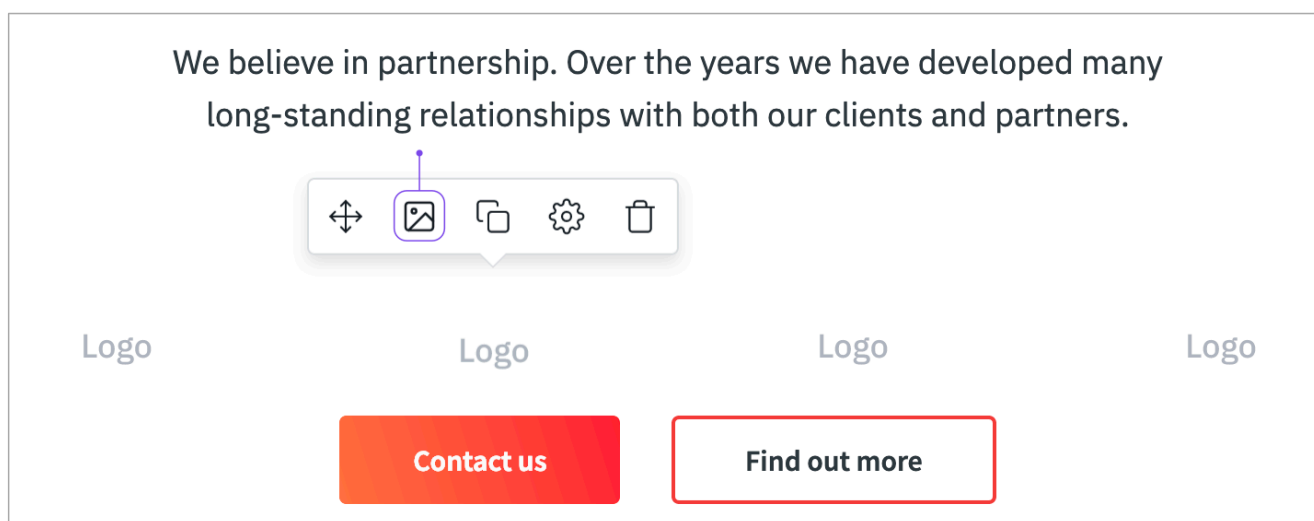 We believe in partnership. Over the years we have developed many
long-standing relationships with both our clients and partners.
Logo
Logo
Logo
Logo
Contact us
Find out more